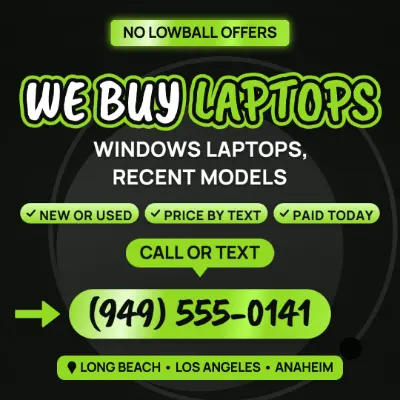 NO LOWBALL OFFERS
WE BUY LAPTOPS
WINDOWS LAPTOPS,
RECENT MODELS
NEW OR USED PRICE BY TEXT PAID TODAY
CALL OR TEXT
(949) 555-0141
LONG BEACH • LOS ANGELES • ANAHEIM